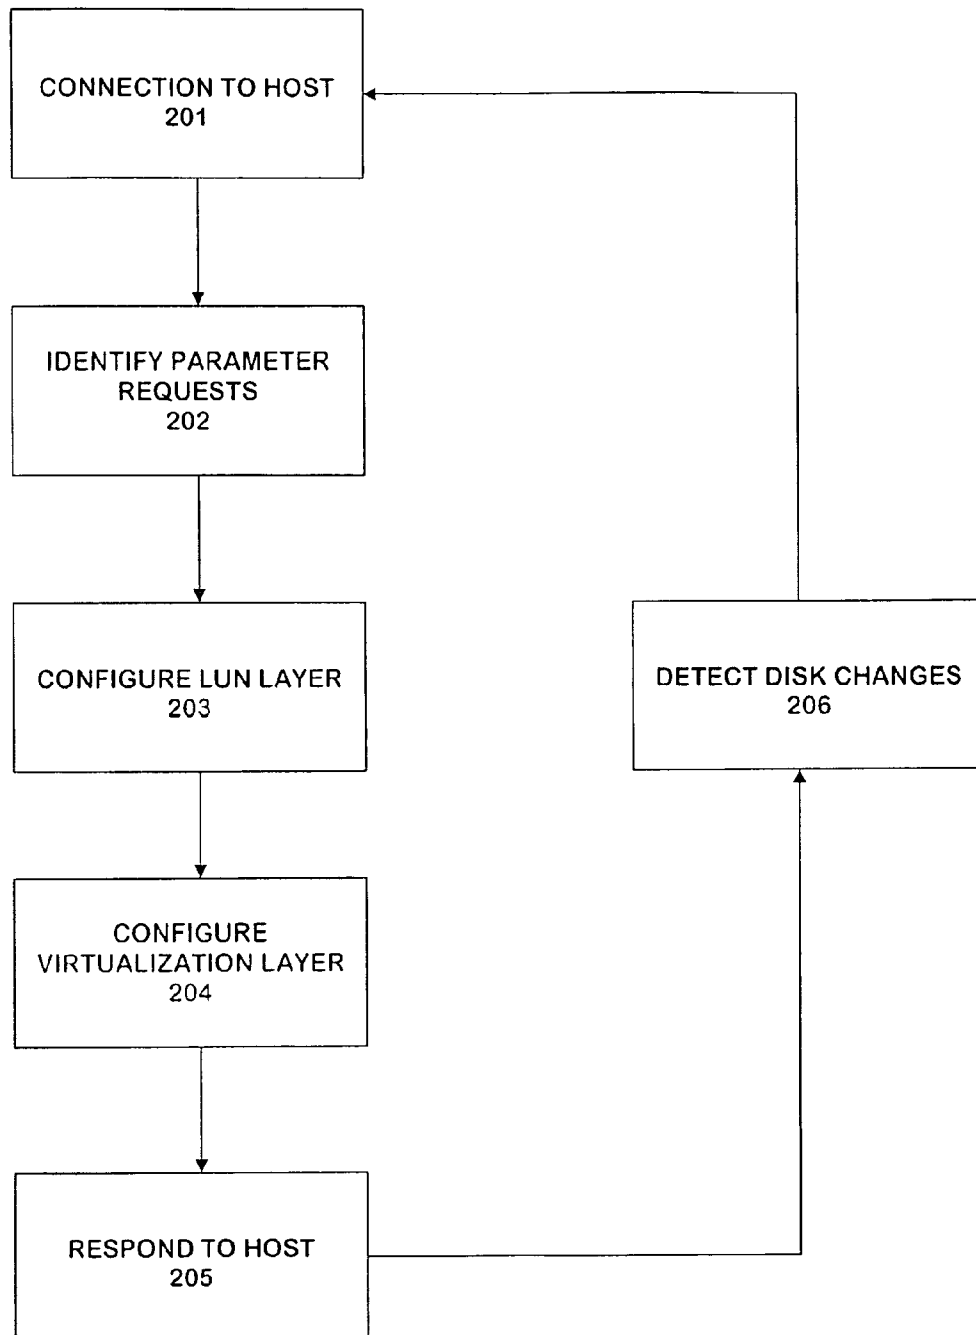 CONNECTION TO HOST
201
IDENTIFY PARAMETER
REQUESTS
202
CONFIGURE LUN LAYER
203
CONFIGURE
VIRTUALIZATION LAYER
204
RESPOND TO HOST
205
DETECT DISK CHANGES
206